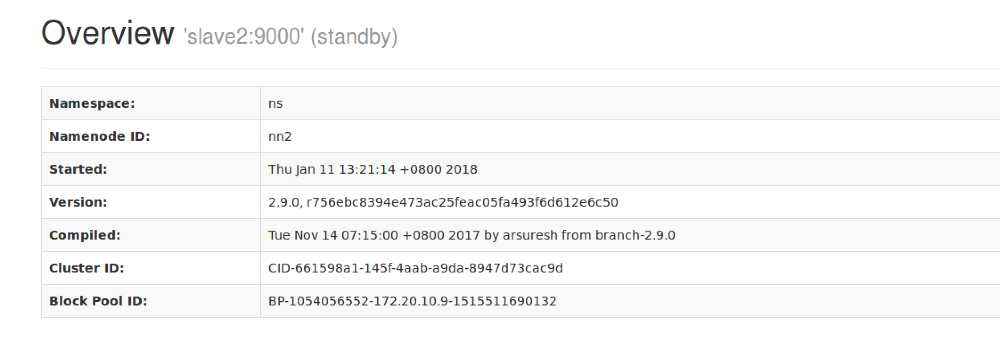 Overview 'slave2:9000' (standby)
Namespace: ns
Namenode ID: nn2
Started: Thu Jan 11 13:21:14 +0800 2018
Version: 2.9.0, r756ebc8394e473ac25feac05fa493f6d612e6c50
Compiled: Tue Nov 14 07:15:00 +0800 2017 by arsuresh from branch-2.9.0
Cluster ID: CID-661598a1-145f-4aab-a9da-8947d73cac9d
Block Pool ID: BP-1054056552-172.20.10.9-1515511690132